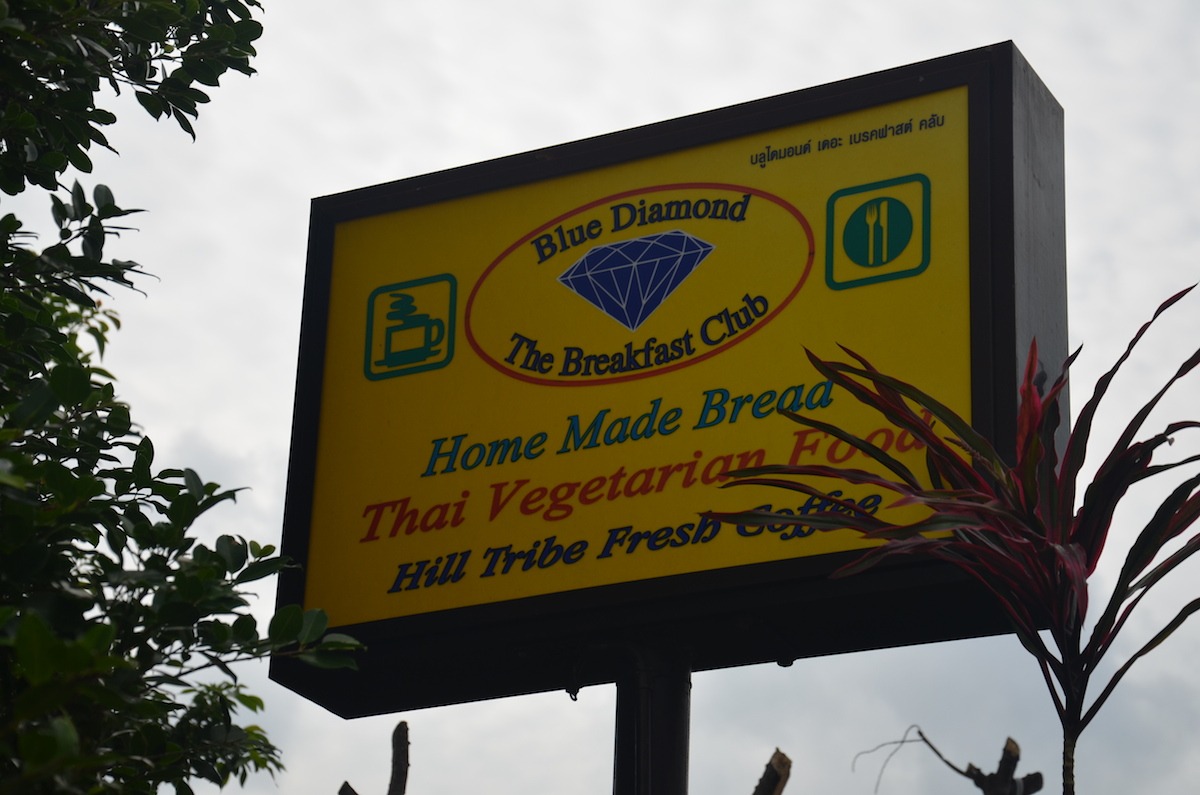 บลูไดมอนด์ เดอะ เบรคฟาสต์ คลับ
Blue Diamond
The Breakfast Club
Home Made Bread
Thai Vegetarian Food
Hill Tribe Fresh Coffee